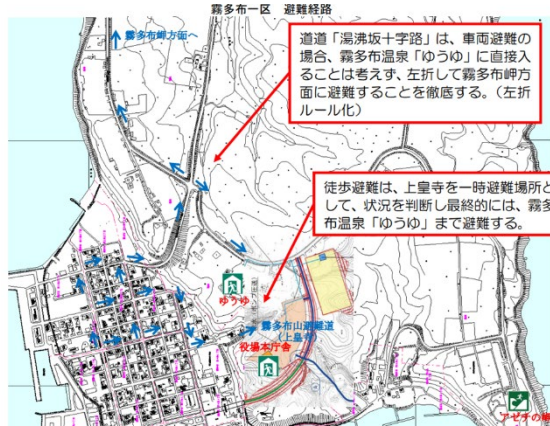 霧多布一区　避難経路
霧多布岬方面へ
道道「湯沸坂十字路」は、車両避難の
場合、霧多布温泉「ゆうゆ」に直接入
ることは考えず、左折して霧多布岬方
面に避難することを徹底する。（左折
ルール化）
徒歩避難は、上皇寺を一時避難場所と
して、状況を判断し最終的には、霧多
布温泉「ゆうゆ」まで避難する。
ゆうゆ
霧多布山避難道
（上皇寺）
役場本庁舎
アゼチの岬